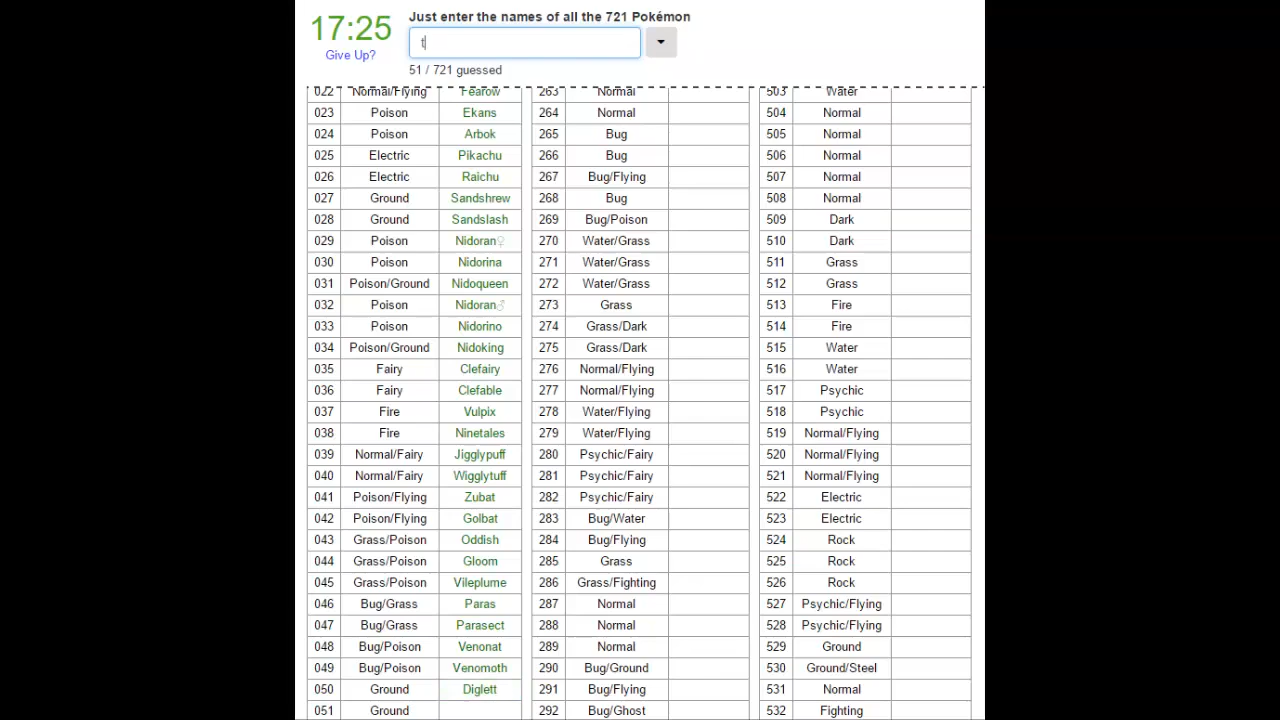 17:25
Give Up?
Just enter the names of all the 721 Pokémon
t
51 / 721 guessed
022 Normal/Flying Fearow 263 Normal 503 Water
023 Poison Ekans 264 Normal 504 Normal
024 Poison Arbok 265 Bug 505 Normal
025 Electric Pikachu 266 Bug 506 Normal
026 Electric Raichu 267 Bug/Flying 507 Normal
027 Ground Sandshrew 268 Bug 508 Normal
028 Ground Sandslash 269 Bug/Poison 509 Dark
029 Poison Nidoran♀ 270 Water/Grass 510 Dark
030 Poison Nidorina 271 Water/Grass 511 Grass
031 Poison/Ground Nidoqueen 272 Water/Grass 512 Grass
032 Poison Nidoran♂ 273 Grass 513 Fire
033 Poison Nidorino 274 Grass/Dark 514 Fire
034 Poison/Ground Nidoking 275 Grass/Dark 515 Water
035 Fairy Clefairy 276 Normal/Flying 516 Water
036 Fairy Clefable 277 Normal/Flying 517 Psychic
037 Fire Vulpix 278 Water/Flying 518 Psychic
038 Fire Ninetales 279 Water/Flying 519 Normal/Flying
039 Normal/Fairy Jigglypuff 280 Psychic/Fairy 520 Normal/Flying
040 Normal/Fairy Wigglytuff 281 Psychic/Fairy 521 Normal/Flying
041 Poison/Flying Zubat 282 Psychic/Fairy 522 Electric
042 Poison/Flying Golbat 283 Bug/Water 523 Electric
043 Grass/Poison Oddish 284 Bug/Flying 524 Rock
044 Grass/Poison Gloom 285 Grass 525 Rock
045 Grass/Poison Vileplume 286 Grass/Fighting 526 Rock
046 Bug/Grass Paras 287 Normal 527 Psychic/Flying
047 Bug/Grass Parasect 288 Normal 528 Psychic/Flying
048 Bug/Poison Venonat 289 Normal 529 Ground
049 Bug/Poison Venomoth 290 Bug/Ground 530 Ground/Steel
050 Ground Diglett 291 Bug/Flying 531 Normal
051 Ground 292 Bug/Ghost 532 Fighting